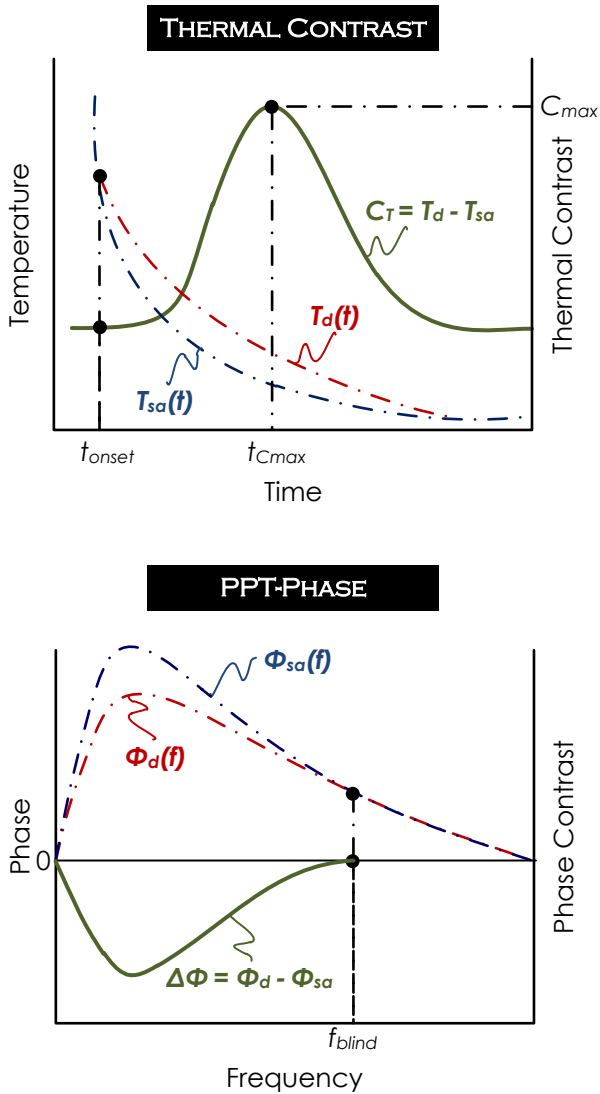 THERMAL CONTRAST
Cmax
CT = Td - Tsa
Temperature
Thermal Contrast
Td(t)
Tsa(t)
tonset
tCmax
Time
PPT-PHASE
Φsa(f)
Φd(f)
Phase
0
Phase Contrast
ΔΦ = Φd - Φsa
fblind
Frequency